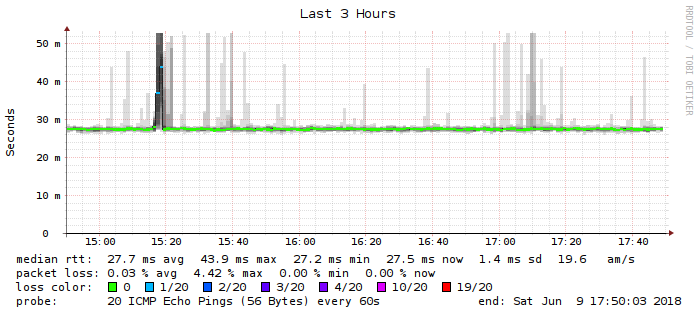 Last 3 Hours
RRDTOOL / TOBI OETIKER
Seconds
50 m
40 m
30 m
20 m
10 m
0
15:00 15:20 15:40 16:00 16:20 16:40 17:00 17:20 17:40
median rtt: 27.7 ms avg 43.9 ms max 27.2 ms min 27.5 ms now 1.4 ms sd 19.6 am/s
packet loss: 0.03 % avg 4.42 % max 0.00 % min 0.00 % now
loss color: 0 1/20 2/20 3/20 4/20 10/20 19/20
probe: 20 ICMP Echo Pings (56 Bytes) every 60s end: Sat Jun 9 17:50:03 2018